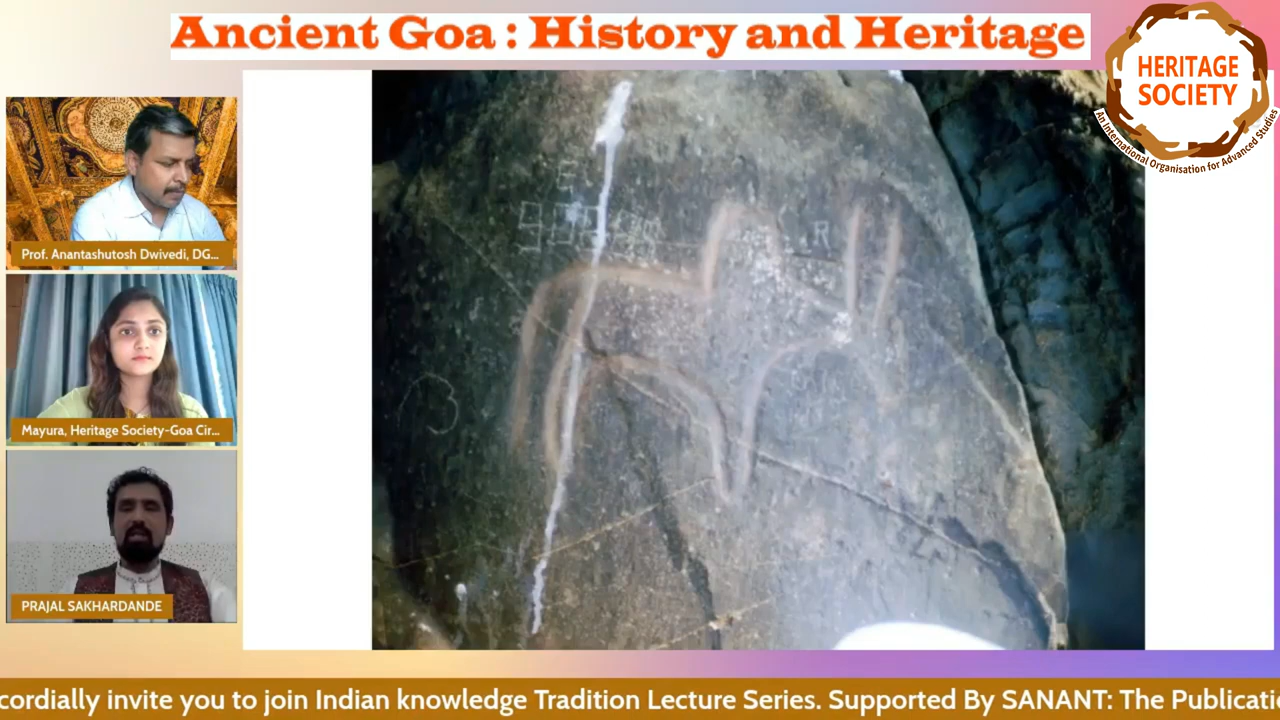 Ancient Goa : History and Heritage
HERITAGE
SOCIETY
An International Organisation for Advanced Studies
Prof. Anantashutosh Dwivedi, DG...
Mayura, Heritage Society-Goa Cir...
PRAJAL SAKHARDANDE
R
cordially invite you to join Indian knowledge Tradition Lecture Series. Supported By SANANT: The Publicatio